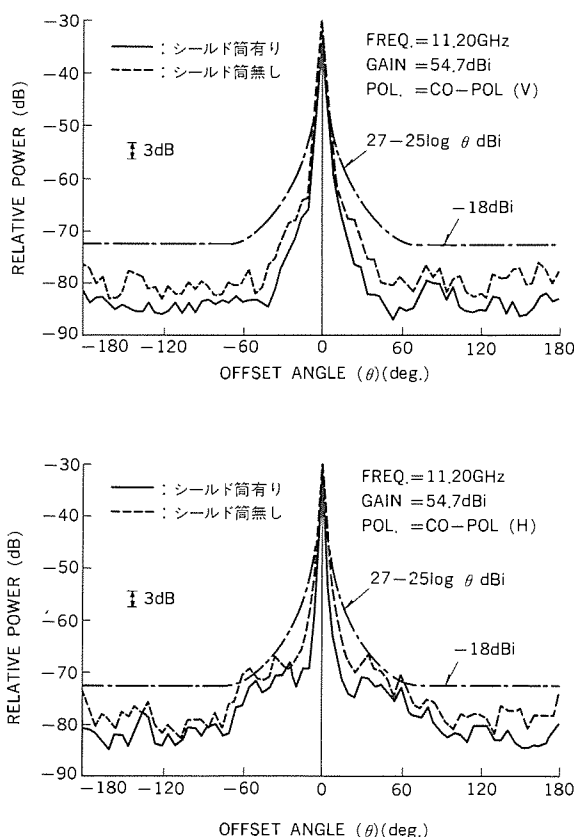 -30
-40
-50
-60
-70
-80
-90
RELATIVE POWER (dB)
——:シールド筒有り
----:シールド筒無し
FREQ.=11.20GHz
GAIN=54.7dBi
POL. =CO-POL (V)
3dB
27-25log θ dBi
-18dBi
-180 -120 -60 0 60 120 180
OFFSET ANGLE (θ)(deg.)
-30
-40
-50
-60
-70
-80
-90
RELATIVE POWER (dB)
——:シールド筒有り
----:シールド筒無し
FREQ.=11.20GHz
GAIN=54.7dBi
POL. =CO-POL (H)
3dB
27-25log θ dBi
-18dBi
-180 -120 -60 0 60 120 180
OFFSET ANGLE (θ)(deg.)